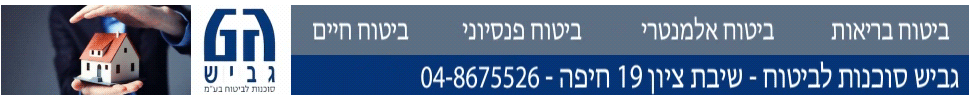 ביטוח בריאות ביטוח אלמנטרי ביטוח פנסיוני ביטוח חיים
גביש סוכנות לביטוח - שיבת ציון 19 חיפה - 04-8675526
גביש
סוכנות לביטוח בע"מ